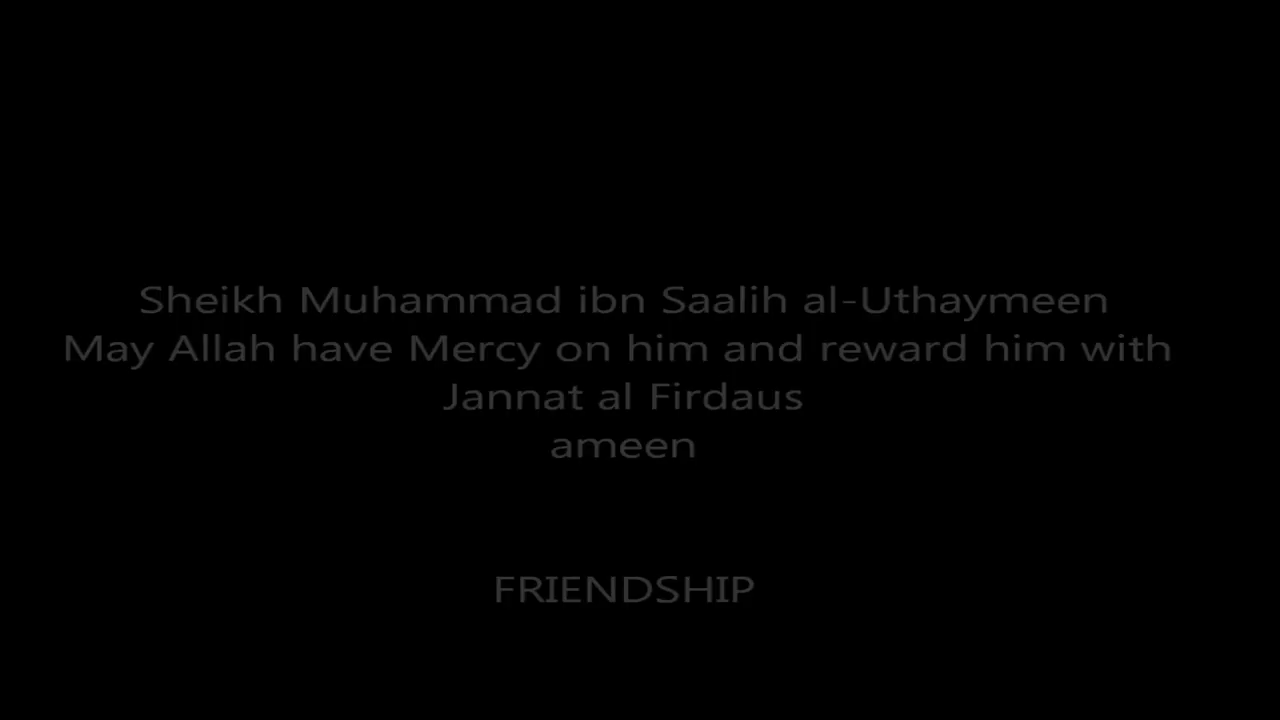 Sheikh Muhammad ibn Saalih al-Uthaymeen
May Allah have Mercy on him and reward him with
Jannat al Firdaus
ameen
FRIENDSHIP